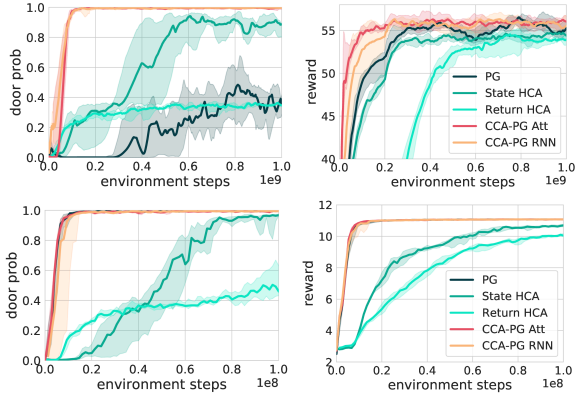 door prob
1.0
0.8
0.6
0.4
0.2
0.0
0.0 0.2 0.4 0.6 0.8 1.0
environment steps
1e9
reward
55
50
45
40
PG
State HCA
Return HCA
CCA-PG Att
CCA-PG RNN
0.0 0.2 0.4 0.6 0.8 1.0
environment steps
1e9
door prob
1.0
0.8
0.6
0.4
0.2
0.0
0.0 0.2 0.4 0.6 0.8 1.0
environment steps
1e8
reward
12
10
8
6
4
2
PG
State HCA
Return HCA
CCA-PG Att
CCA-PG RNN
0.0 0.2 0.4 0.6 0.8 1.0
environment steps
1e8